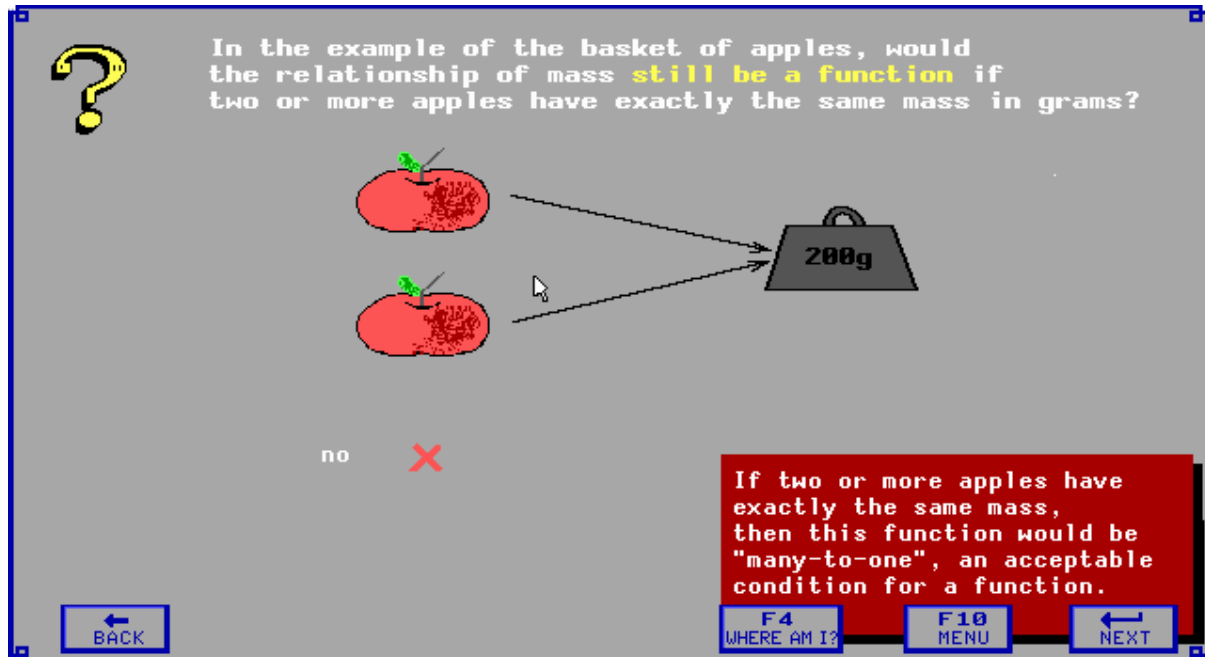 In the example of the basket of apples, would
the relationship of mass still be a function if
two or more apples have exactly the same mass in grams?
200g
no
If two or more apples have
exactly the same mass,
then this function would be
"many-to-one", an acceptable
condition for a function.
BACK
F4
WHERE AM I?
F10
MENU
NEXT